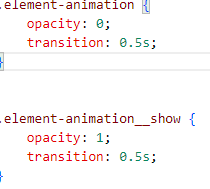 .element-animation {
opacity: 0;
transition: 0.5s;
}
.element-animation__show {
opacity: 1;
transition: 0.5s;
}